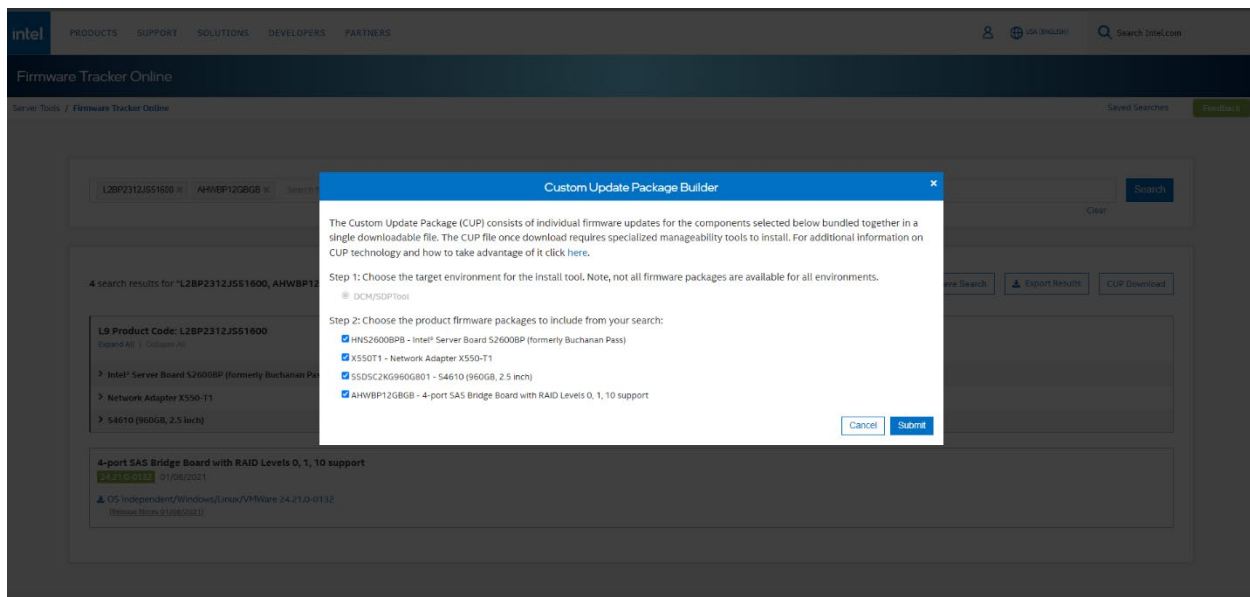 intel PRODUCTS SUPPORT SOLUTIONS DEVELOPERS PARTNERS USA (ENGLISH) Search Intel.com
Firmware Tracker Online
Server Tools / Firmware Tracker Online Saved Searches Feedback
L2BP2312JS51600 × AHWBP12GBGB × Search Search
Clear
Custom Update Package Builder ×
The Custom Update Package (CUP) consists of individual firmware updates for the components selected below bundled together in a
single downloadable file. The CUP file once download requires specialized manageability tools to install. For additional information on
CUP technology and how to take advantage of it click here.
Step 1: Choose the target environment for the install tool. Note, not all firmware packages are available for all environments.
DCM/SDPTool
Step 2: Choose the product firmware packages to include from your search:
HNS2600BPB - Intel® Server Board S2600BP (formerly Buchanan Pass)
X550T1 - Network Adapter X550-T1
SSDSC2KG960G801 - S4610 (960GB, 2.5 inch)
AHWBP12GBGB - 4-port SAS Bridge Board with RAID Levels 0, 1, 10 support
Cancel Submit
4 search results for "L2BP2312JS51600, AHWBP12 Search Export Results CUP Download
L9 Product Code: L2BP2312JS51600
Expand All | Collapse All
> Intel® Server Board S2600BP (formerly Buchanan Pas
> Network Adapter X550-T1
> S4610 (960GB, 2.5 inch)
4-port SAS Bridge Board with RAID Levels 0, 1, 10 support
24.21.0-0132 01/06/2021
OS Independent/Windows/Linux/VMWare 24.21.0-0132